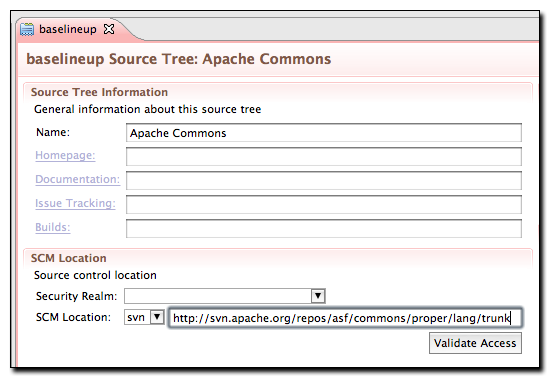 baselineup
baselineup Source Tree: Apache Commons
Source Tree Information
General information about this source tree
Name: Apache Commons
Homepage:
Documentation:
Issue Tracking:
Builds:
SCM Location
Source control location
Security Realm:
SCM Location: svn http://svn.apache.org/repos/asf/commons/proper/lang/trunk
Validate Access